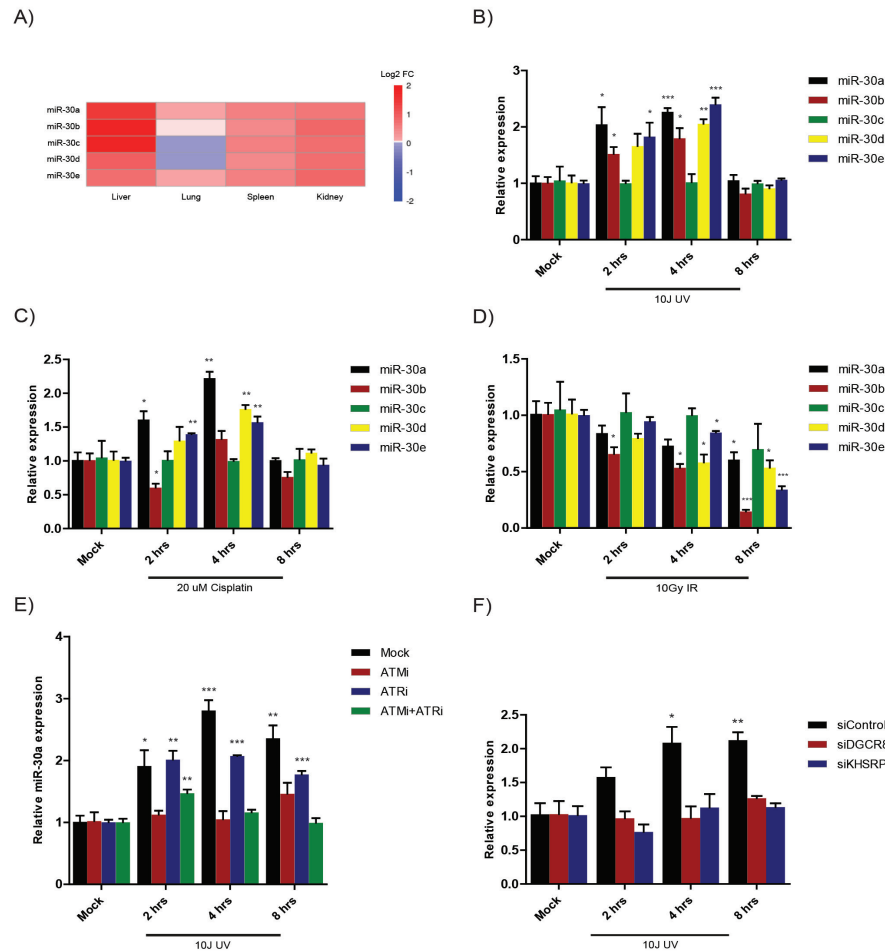 A)
Log2 FC
2
1
0
-1
-2
miR-30a
miR-30b
miR-30c
miR-30d
miR-30e
Liver Lung Spleen Kidney
B)
Relative expression
3
2
1
0
* * * *** * ** ***
Mock 2 hrs 4 hrs 8 hrs
10J UV
miR-30a
miR-30b
miR-30c
miR-30d
miR-30e
C)
Relative expression
2.5
2.0
1.5
1.0
0.5
0.0
* * ** ** ** **
Mock 2 hrs 4 hrs 8 hrs
20 uM Cisplatin
miR-30a
miR-30b
miR-30c
miR-30d
miR-30e
D)
Relative expression
1.5
1.0
0.5
0.0
* * * * * *** * ***
Mock 2 hrs 4 hrs 8 hrs
10Gy IR
miR-30a
miR-30b
miR-30c
miR-30d
miR-30e
E)
Relative miR-30a expression
4
3
2
1
0
* ** ** *** *** ** ***
Mock 2 hrs 4 hrs 8 hrs
10J UV
Mock
ATMi
ATRi
ATMi+ATRi
F)
Relative expression
2.5
2.0
1.5
1.0
0.5
0.0
* **
Mock 2 hrs 4 hrs 8 hrs
10J UV
siControl
siDGCR8
siKHSRP